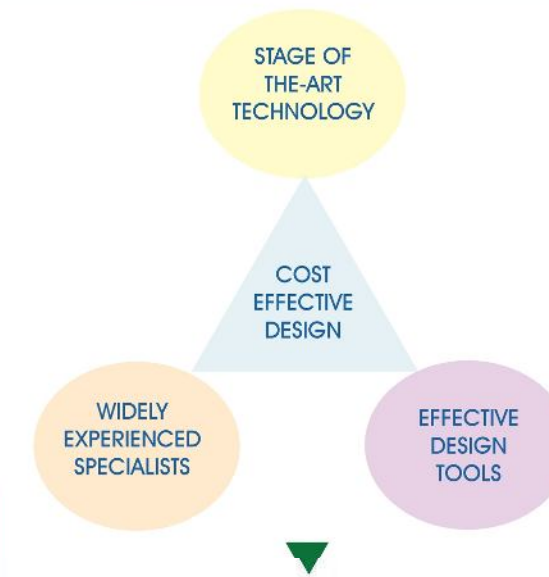 STAGE OF
THE-ART
TECHNOLOGY
COST
EFFECTIVE
DESIGN
WIDELY
EXPERIENCED
SPECIALISTS
EFFECTIVE
DESIGN
TOOLS